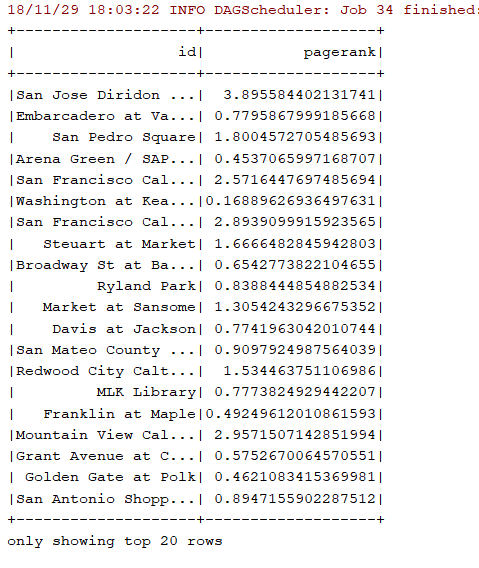 18/11/29 18:03:22 INFO DAGScheduler: Job 34 finished:
+--------------------+-------------------+
|                  id|           pagerank|
+--------------------+-------------------+
|San Jose Diridon ...|  3.895584402131741|
|Embarcadero at Va...| 0.7795867999185668|
|    San Pedro Square| 1.8004572705485693|
|Arena Green / SAP...| 0.4537065997168707|
|San Francisco Cal...| 2.5716447697485694|
|Washington at Kea...|0.16889626936497631|
|San Francisco Cal...| 2.8939099915923565|
|   Steuart at Market| 1.6666482845942803|
|Broadway St at Ba...| 0.6542773822104655|
|         Ryland Park| 0.8388444854882534|
|   Market at Sansome| 1.3054243296675352|
|    Davis at Jackson| 0.7741963042010744|
|San Mateo County ...| 0.9097924987564039|
|Redwood City Calt...|  1.534463751106986|
|         MLK Library| 0.7773824929442207|
|   Franklin at Maple|0.49249612010861593|
|Mountain View Cal...| 2.9571507142851994|
|Grant Avenue at C...| 0.5752670064570551|
| Golden Gate at Polk| 0.4621083415369981|
|San Antonio Shopp...| 0.8947155902287512|
+--------------------+-------------------+
only showing top 20 rows